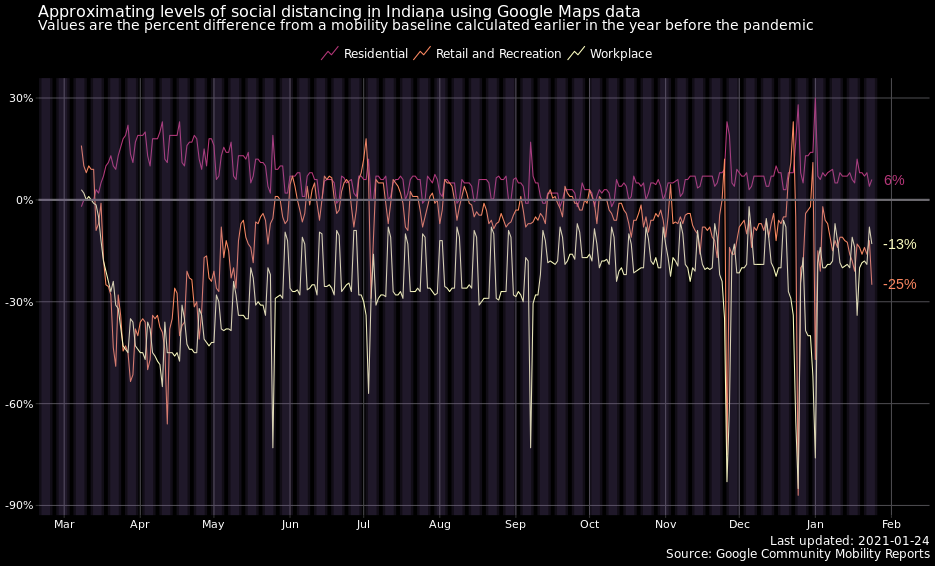 Approximating levels of social distancing in Indiana using Google Maps data
Values are the percent difference from a mobility baseline calculated earlier in the year before the pandemic
Residential Retail and Recreation Workplace
30%
0%
-30%
-60%
-90%
6%
-13%
-25%
Mar Apr May Jun Jul Aug Sep Oct Nov Dec Jan Feb
Last updated: 2021-01-24
Source: Google Community Mobility Reports